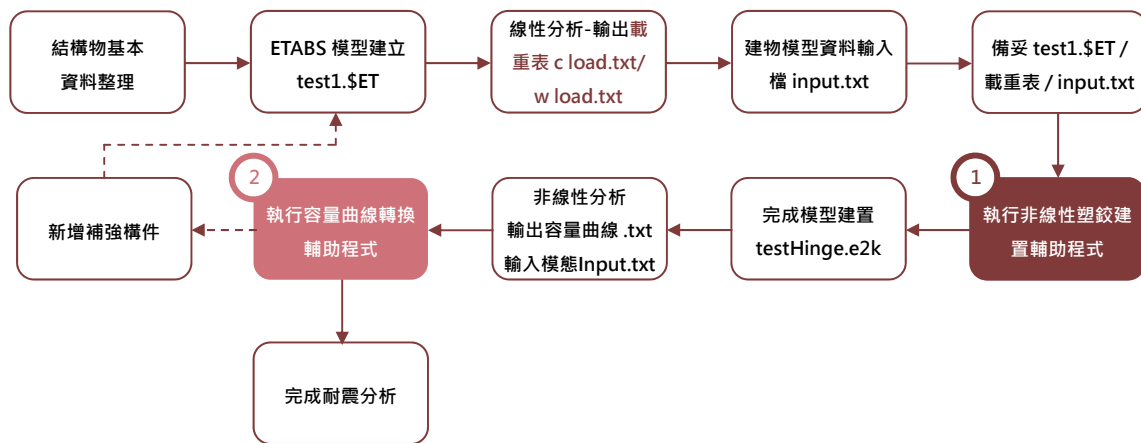 結構物基本
資料整理
ETABS 模型建立
test1.$ET
線性分析-輸出載
重表 c load.txt/
w load.txt
建物模型資料輸入
檔 input.txt
備妥 test1.$ET /
載重表 / input.txt
1
執行非線性塑鉸建
置輔助程式
完成模型建置
testHinge.e2k
非線性分析
輸出容量曲線 .txt
輸入模態Input.txt
2
執行容量曲線轉換
輔助程式
新增補強構件
完成耐震分析